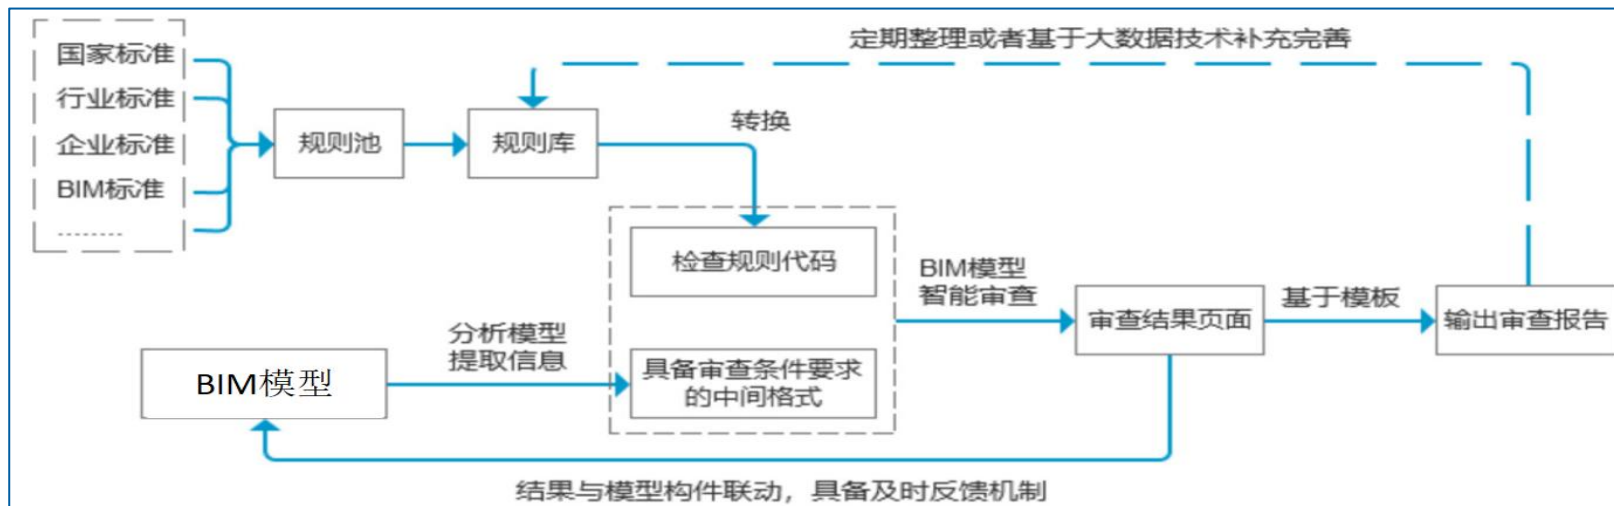 定期整理或者基于大数据技术补充完善
国家标准
行业标准
企业标准
BIM标准
........
规则池
规则库
转换
检查规则代码
BIM模型
智能审查
审查结果页面
基于模板
输出审查报告
分析模型
提取信息
BIM模型
具备审查条件要求
的中间格式
结果与模型构件联动，具备及时反馈机制